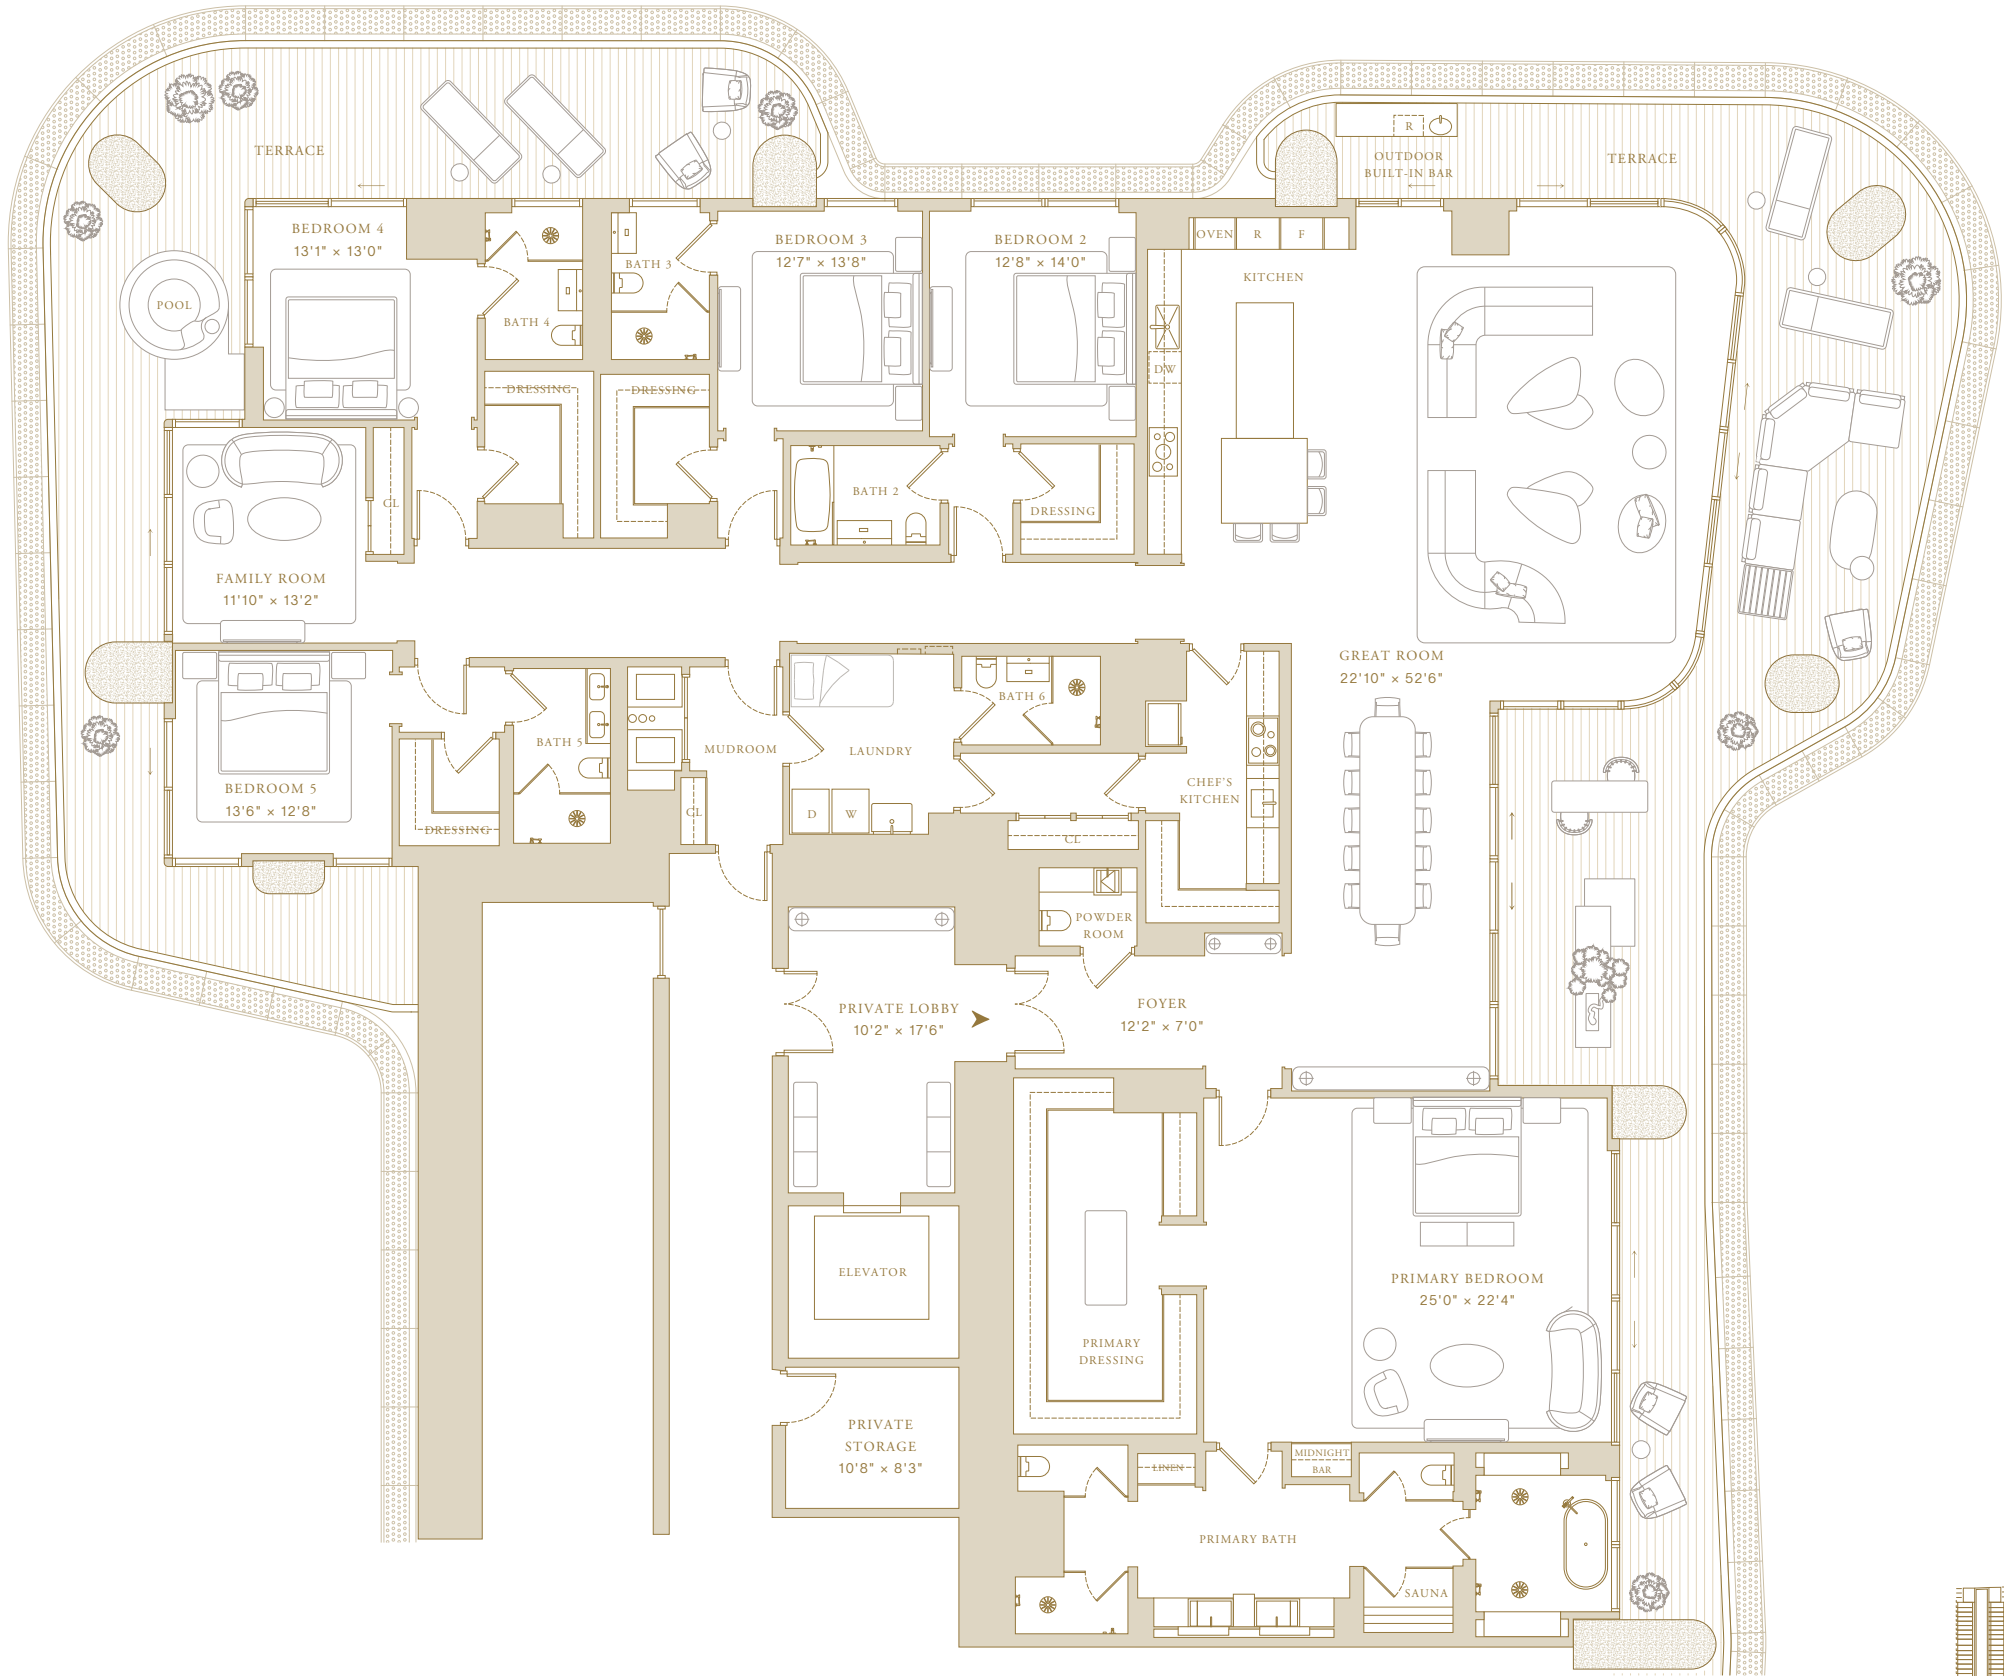 TERRACE
R
OUTDOOR
BUILT-IN BAR
TERRACE
BEDROOM 4
13'1" × 13'0"
BATH 3
BEDROOM 3
12'7" × 13'8"
BEDROOM 2
12'8" × 14'0"
OVEN
R
F
KITCHEN
POOL
BATH 4
DW
DRESSING
DRESSING
CL
BATH 2
DRESSING
FAMILY ROOM
11'10" × 13'2"
GREAT ROOM
22'10" × 52'6"
BATH 6
BATH 5
MUDROOM
LAUNDRY
BEDROOM 5
13'6" × 12'8"
CHEF'S
KITCHEN
DRESSING
CL
D
W
CL
POWDER
ROOM
PRIVATE LOBBY
10'2" × 17'6"
FOYER
12'2" × 7'0"
ELEVATOR
PRIMARY BEDROOM
25'0" × 22'4"
PRIMARY
DRESSING
PRIVATE
STORAGE
10'8" × 8'3"
LINEN
MIDNIGHT
BAR
PRIMARY BATH
SAUNA